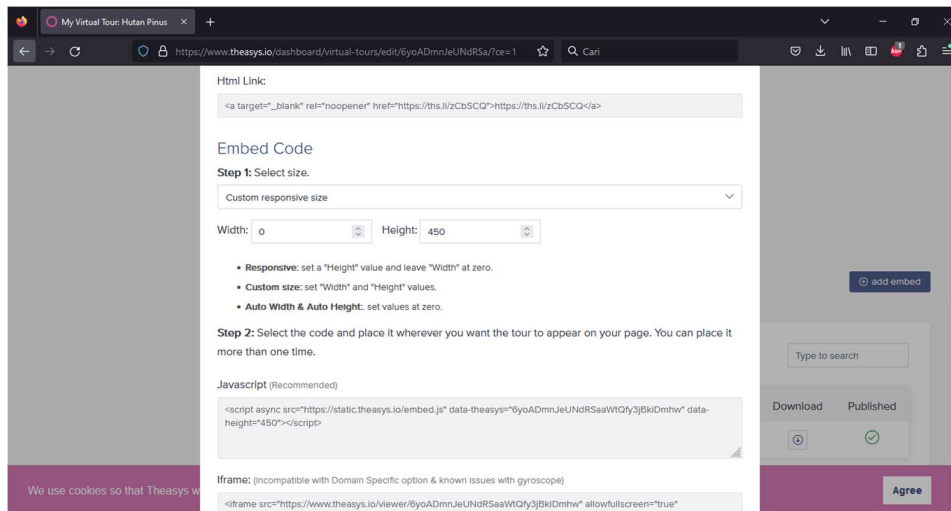 My Virtual Tour: Hutan Pinus
https://www.theasys.io/dashboard/virtual-tours/edit/6yoADmnJeUNdRSa/?ce=1
Cari
Html Link:
<a target="_blank" rel="noopener" href="https://ths.li/zCbSCQ">https://ths.li/zCbSCQ</a>
Embed Code
Step 1: Select size.
Custom responsive size
Width: 0 Height: 450
• Responsive: set a "Height" value and leave "Width" at zero.
• Custom size: set "Width" and "Height" values.
• Auto Width & Auto Height:. set values at zero.
add embed
Step 2: Select the code and place it wherever you want the tour to appear on your page. You can place it
more than one time.
Type to search
Javascript (Recommended)
<script async src="https://static.theasys.io/embed.js" data-theasys="6yoADmnJeUNdRSaaWtQfy3jBkiDmhw" data-
height="450"></script>
Download Published
Iframe: (Incompatible with Domain Specific option & known issues with gyroscope)
<iframe src="https://www.theasys.io/viewer/6yoADmnJeUNdRSaaWtQfy3jBkiDmhw" allowfullscreen="true"
We use cookies so that Theasys w
Agree